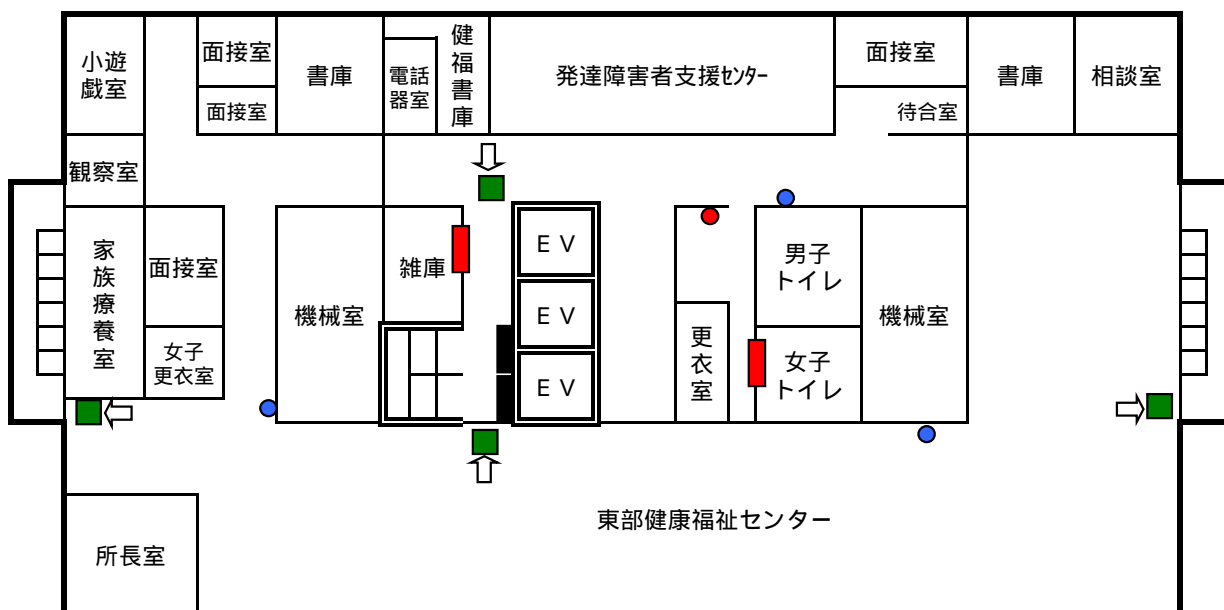 小遊
戯室
面接室
面接室
書庫
電話
器室
健
福
書
庫
発達障害者支援ｾﾝﾀｰ
面接室
待合室
書庫
相談室
観察室
家
族
療
養
室
面接室
女子
更衣室
機械室
雑庫
ＥＶ
ＥＶ
ＥＶ
更
衣
室
男子
トイレ
女子
トイレ
機械室
東部健康福祉センター
所長室